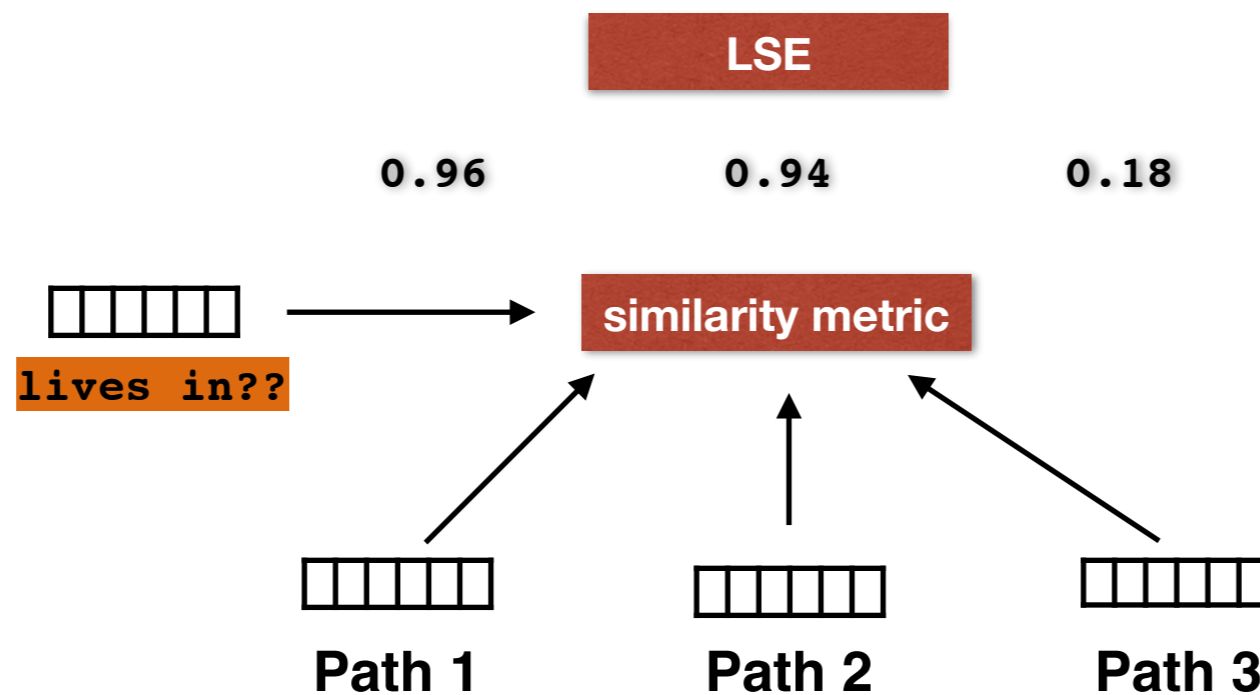 LSE
0.96 0.94 0.18
similarity metric
lives in??
Path 1 Path 2 Path 3